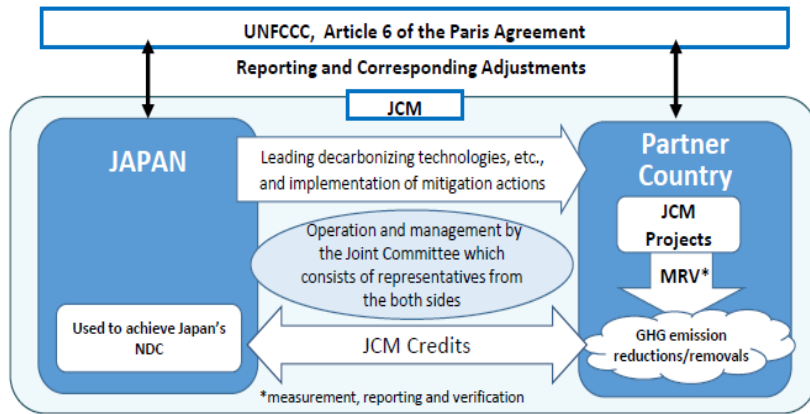 UNFCCC, Article 6 of the Paris Agreement
Reporting and Corresponding Adjustments
JCM
JAPAN
Leading decarbonizing technologies, etc.,
and implementation of mitigation actions
Partner
Country
JCM
Projects
Operation and management by
the Joint Committee which
consists of representatives from
the both sides
MRV*
Used to achieve Japan's
NDC
JCM Credits
GHG emission
reductions/removals
*measurement, reporting and verification